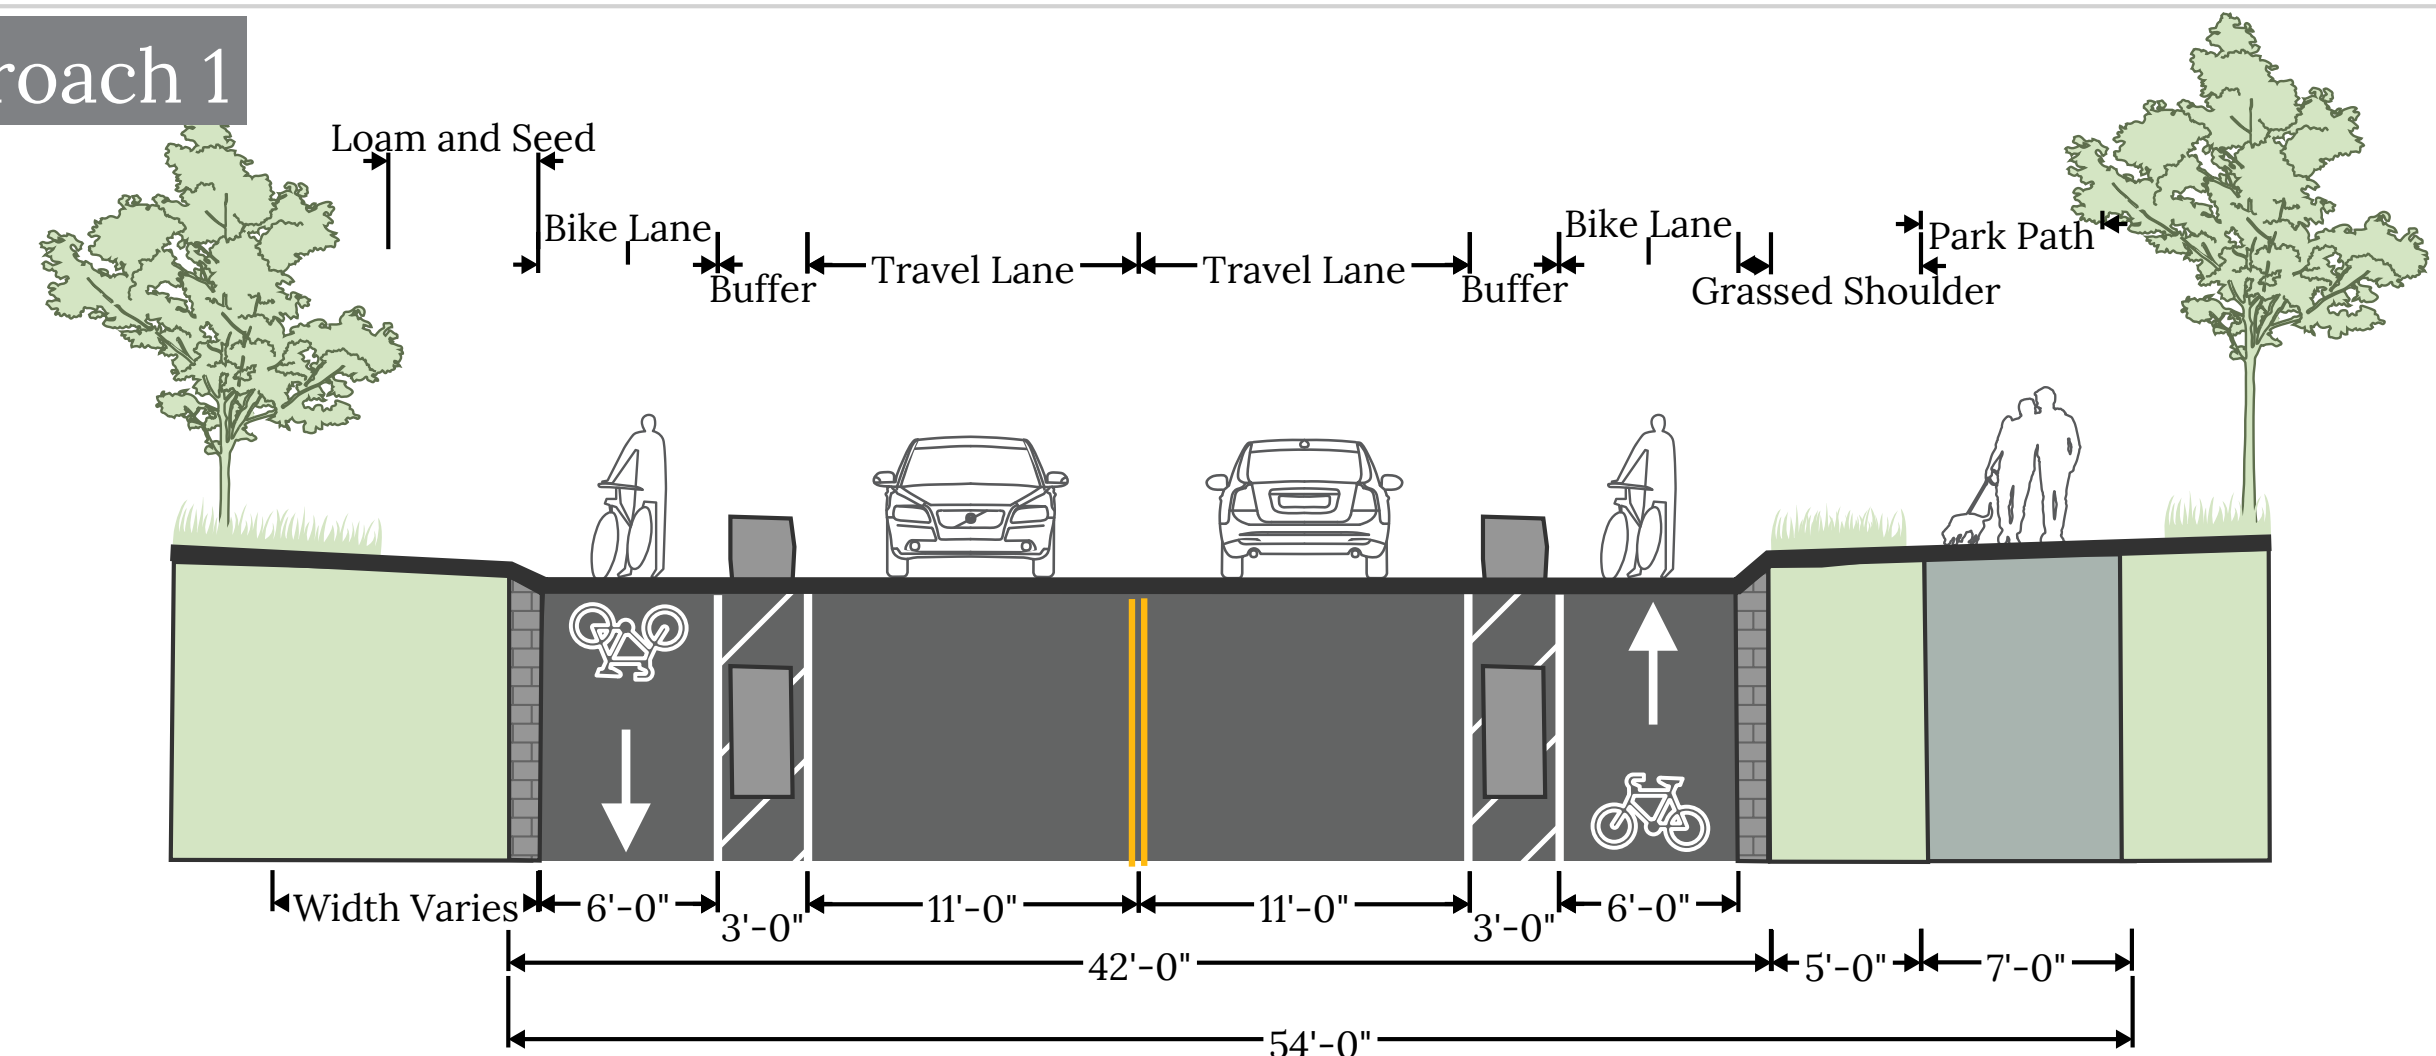 roach 1
Loam and Seed
Bike Lane
Buffer
Travel Lane
Travel Lane
Buffer
Bike Lane
Grassed Shoulder
Park Path
Width Varies
6'-0"
3'-0"
11'-0"
11'-0"
3'-0"
6'-0"
42'-0"
5'-0"
7'-0"
54'-0"